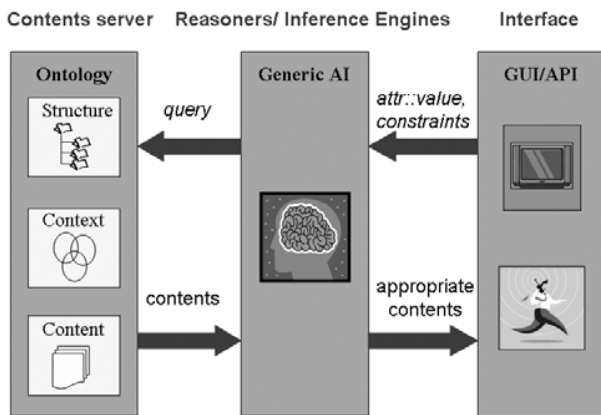 Contents server
Reasoners/ Inference Engines
Interface
Ontology
Generic AI
GUI/API
Structure
query
attr::value,
constraints
Context
contents
appropriate
contents
Content